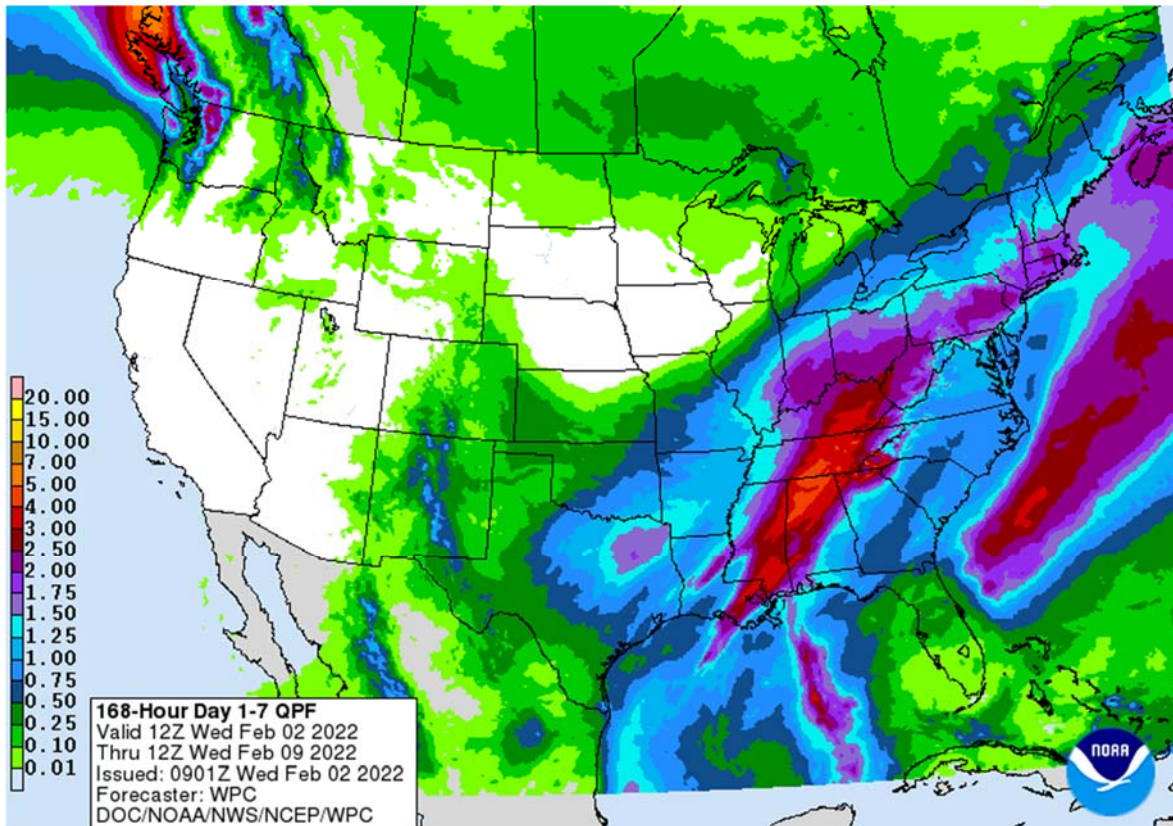 20.00
15.00
10.00
7.00
5.00
4.00
3.00
2.50
2.00
1.75
1.50
1.25
1.00
0.75
0.50
0.25
0.10
0.01
168-Hour Day 1-7 QPF
Valid 12Z Wed Feb 02 2022
Thru 12Z Wed Feb 09 2022
Issued: 0901Z Wed Feb 02 2022
Forecaster: WPC
DOC/NOAA/NWS/NCEP/WPC
NOAA